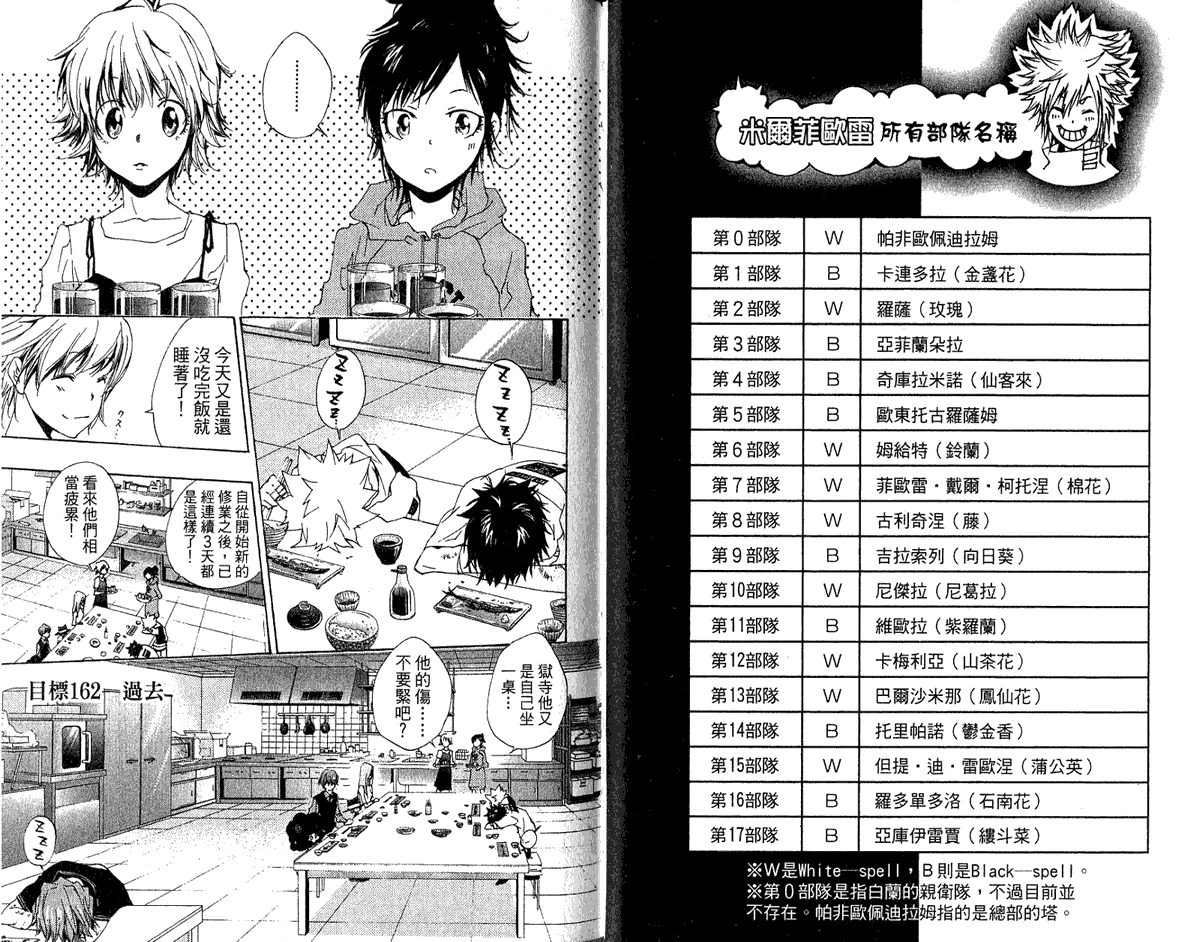 米爾菲歐雷所有部隊名稱
第0部隊 W 帕非歐佩迪拉姆
第1部隊 B 卡連多拉（金盞花）
第2部隊 W 羅薩（玫瑰）
第3部隊 B 亞菲蘭朵拉
第4部隊 B 奇庫拉米諾（仙客來）
第5部隊 B 歐東托古羅薩姆
第6部隊 W 姆給特（鈴蘭）
第7部隊 W 菲歐雷・戴爾・柯托涅（棉花）
第8部隊 W 古利奇涅（藤）
第9部隊 B 吉拉索列（向日葵）
第10部隊 W 尼傑拉（尼葛拉）
第11部隊 B 維歐拉（紫羅蘭）
第12部隊 W 卡梅利亞（山茶花）
第13部隊 W 巴爾沙米那（鳳仙花）
第14部隊 B 托里帕諾（鬱金香）
第15部隊 W 但提・迪・雷歐涅（蒲公英）
第16部隊 B 羅多單多洛（石南花）
第17部隊 B 亞庫伊雷賈（縷斗菜）
※W是White—spell，B則是Black—spell。
※第0部隊是指白蘭的親衛隊，不過目前並
不存在。帕非歐佩迪拉姆指的是總部的塔。
………
ZZZ
ZZZ
今天又是還
沒吃完飯就
睡著了！
クス
自從開始新的
修業之後，已
經連續3天都
是這樣了！
看來他們相
當疲累！
獄寺他又
是自己坐
一桌…
他的傷……
不要緊吧？
目標162 過去
ZZZ